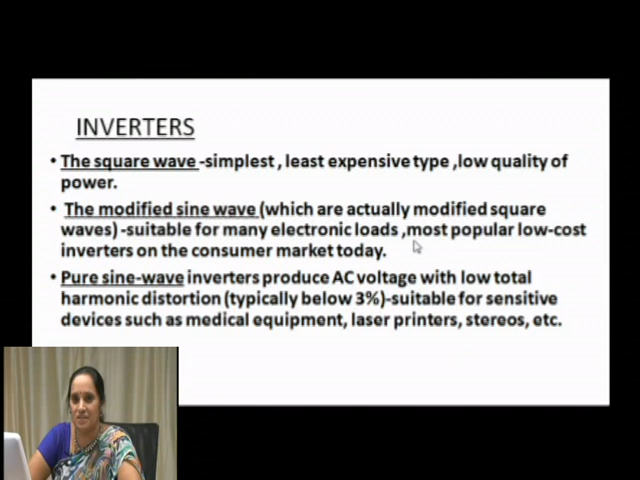 INVERTERS
• The square wave -simplest , least expensive type ,low quality of
power.
• The modified sine wave (which are actually modified square
waves) -suitable for many electronic loads ,most popular low-cost
inverters on the consumer market today.
• Pure sine-wave inverters produce AC voltage with low total
harmonic distortion (typically below 3%)-suitable for sensitive
devices such as medical equipment, laser printers, stereos, etc.